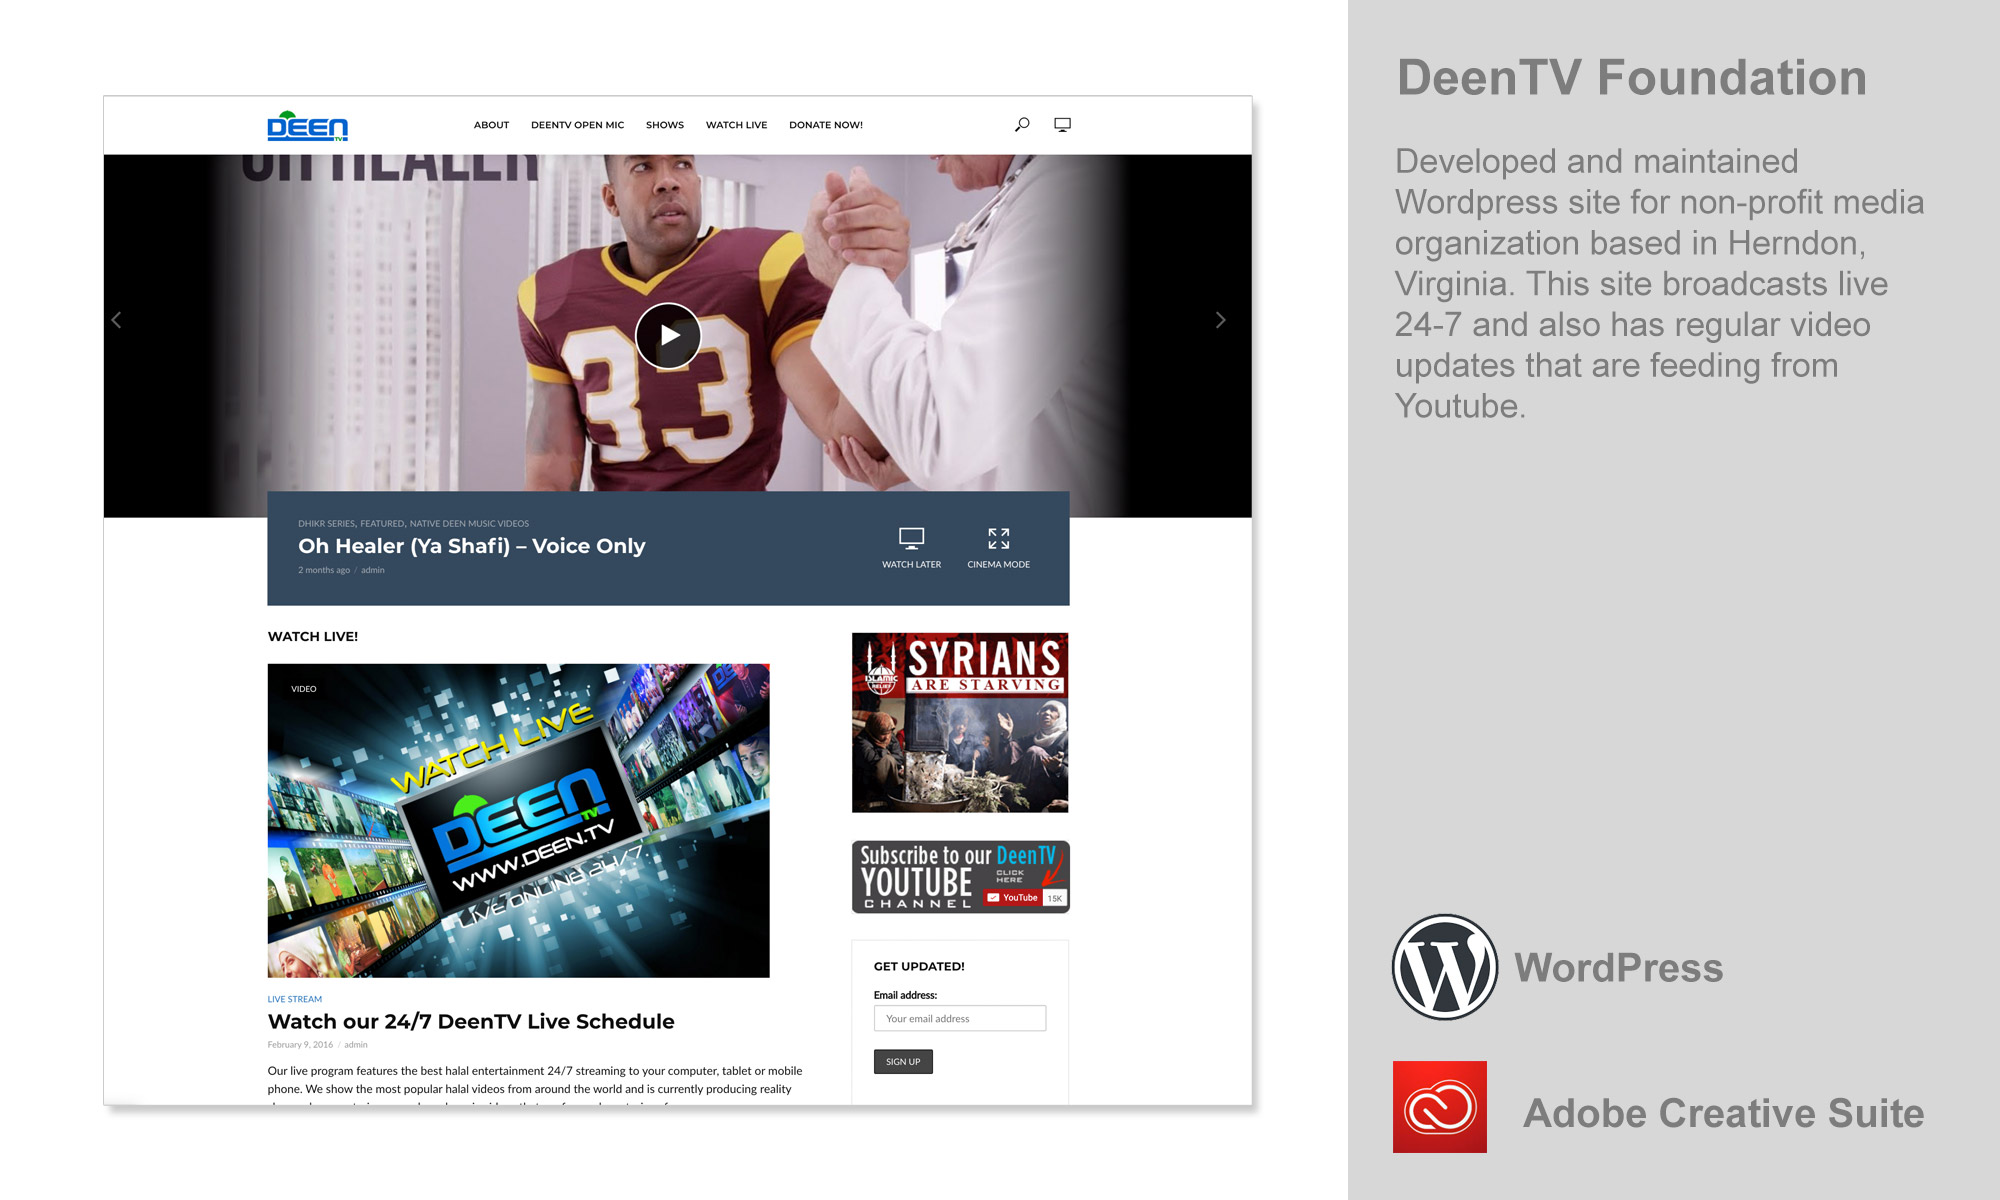 DEEN TV
ABOUT
DEENTV OPEN MIC
SHOWS
WATCH LIVE
DONATE NOW!
OH HEALER
33
DHIKR SERIES, FEATURED, NATIVE DEEN MUSIC VIDEOS
Oh Healer (Ya Shafi) – Voice Only
2 months ago / admin
WATCH LATER
CINEMA MODE
WATCH LIVE!
VIDEO
WATCH LIVE
DEEN TV
WWW.DEEN.TV
LIVE ONLINE 24/7
LIVE STREAM
Watch our 24/7 DeenTV Live Schedule
February 9, 2016 / admin
Our live program features the best halal entertainment 24/7 streaming to your computer, tablet or mobile
phone. We show the most popular halal videos from around the world and is currently producing reality
SYRIANS
ARE STARVING
ISLAMIC
RELIEF
Subscribe to our DeenTV
YOUTUBE
CHANNEL
CLICK
HERE
YouTube 15K
GET UPDATED!
Email address:
Your email address
SIGN UP
DeenTV Foundation
Developed and maintained
Wordpress site for non-profit media
organization based in Herndon,
Virginia. This site broadcasts live
24-7 and also has regular video
updates that are feeding from
Youtube.
WordPress
Adobe Creative Suite